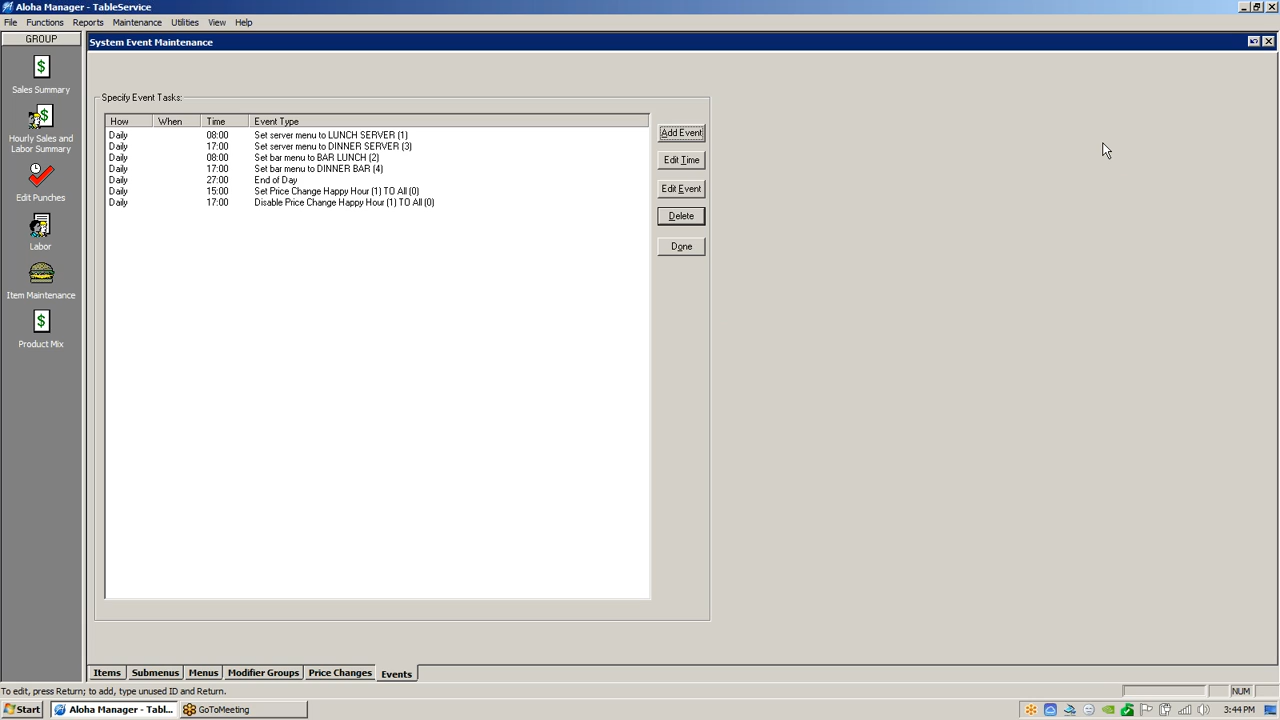 Aloha Manager - TableService
File Functions Reports Maintenance Utilities View Help
GROUP
System Event Maintenance
Sales Summary
Hourly Sales and
Labor Summary
Edit Punches
Labor
Item Maintenance
Product Mix
Specify Event Tasks:
How When Time Event Type
Daily 08:00 Set server menu to LUNCH SERVER (1)
Daily 17:00 Set server menu to DINNER SERVER (3)
Daily 08:00 Set bar menu to BAR LUNCH (2)
Daily 17:00 Set bar menu to DINNER BAR (4)
Daily 27:00 End of Day
Daily 15:00 Set Price Change Happy Hour (1) TO All (0)
Daily 17:00 Disable Price Change Happy Hour (1) TO All (0)
Add Event
Edit Time
Edit Event
Delete
Done
Items Submenus Menus Modifier Groups Price Changes Events
To edit, press Return; to add, type unused ID and Return.
NUM
Start Aloha Manager - Tabl... GoToMeeting 3:44 PM